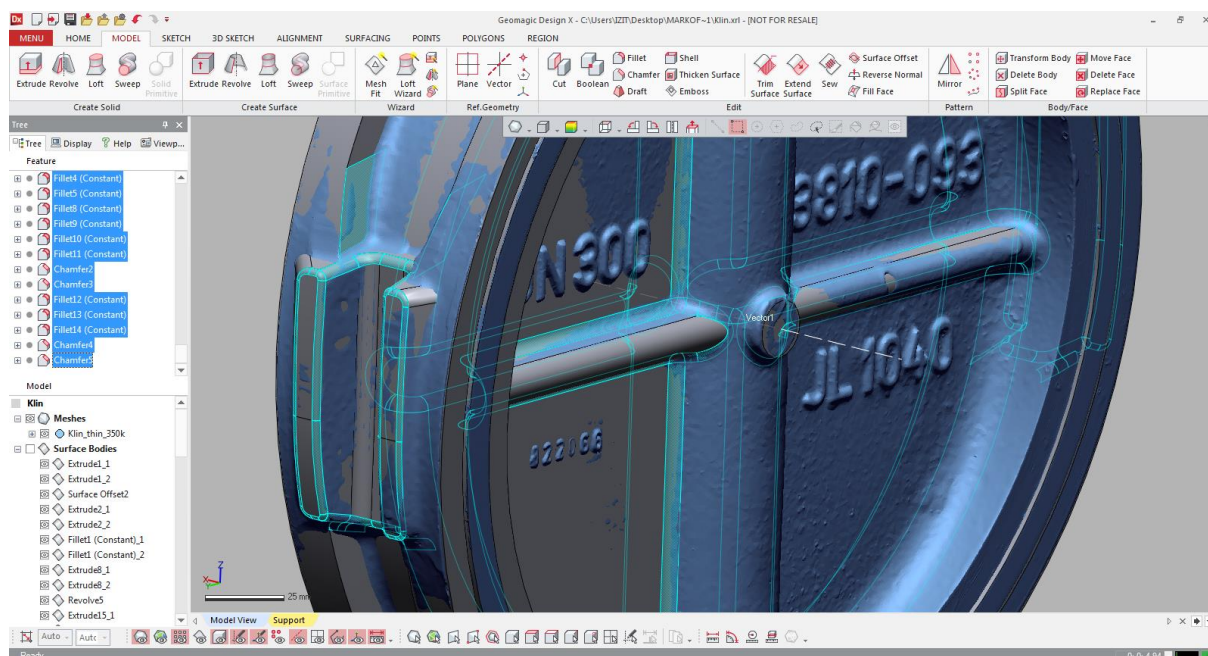 Geomagic Design X - C:\Users\IZIT\Desktop\MARKOF~1\Klin.xrl - [NOT FOR RESALE]
MENU HOME MODEL SKETCH 3D SKETCH ALIGNMENT SURFACING POINTS POLYGONS REGION
Extrude Revolve Loft Sweep Solid Primitive
Create Solid
Extrude Revolve Loft Sweep Surface Primitive
Create Surface
Mesh Fit Loft Wizard
Wizard
Plane Vector
Ref.Geometry
Cut Boolean
Fillet
Chamfer
Draft
Shell
Thicken Surface
Emboss
Trim Surface
Extend Surface
Sew
Surface Offset
Reverse Normal
Fill Face
Edit
Mirror
Pattern
Transform Body
Delete Body
Split Face
Move Face
Delete Face
Replace Face
Body/Face
Tree
Tree Display Help Viewp...
Feature
Fillet4 (Constant)
Fillet5 (Constant)
Fillet8 (Constant)
Fillet9 (Constant)
Fillet10 (Constant)
Fillet11 (Constant)
Chamfer2
Chamfer3
Fillet12 (Constant)
Fillet13 (Constant)
Fillet14 (Constant)
Chamfer4
Chamfer5
Model
Klin
Meshes
Klin_thin_350k
Surface Bodies
Extrude1_1
Extrude1_2
Surface Offset2
Extrude2_1
Extrude2_2
Fillet1 (Constant)_1
Fillet1 (Constant)_2
Extrude8_1
Extrude8_2
Revolve5
Extrude15_1
N300
810-093
Vector1
JL 1040
25 mm
Model View Support
Auto
Ready